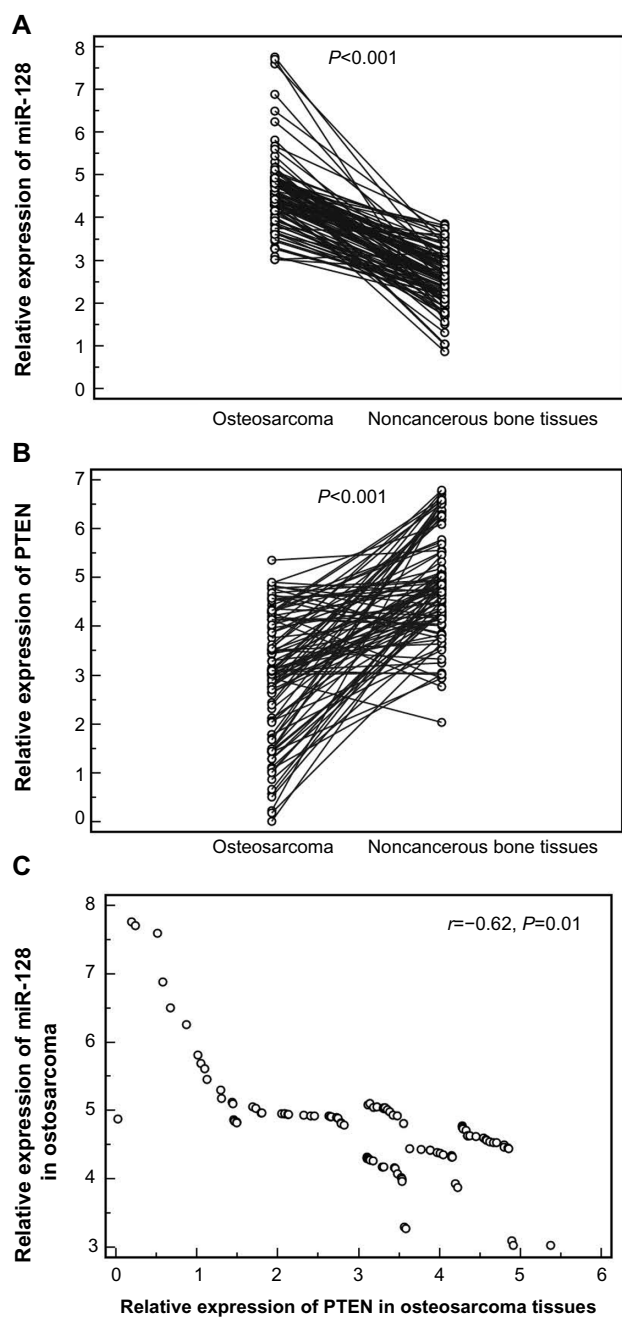 A
Relative expression of miR-128
8
7
6
5
4
3
2
1
0
P<0.001
Osteosarcoma
Noncancerous bone tissues
B
Relative expression of PTEN
7
6
5
4
3
2
1
0
P<0.001
Osteosarcoma
Noncancerous bone tissues
C
Relative expression of miR-128
in ostosarcoma
8
7
6
5
4
3
r=−0.62, P=0.01
0 1 2 3 4 5 6
Relative expression of PTEN in osteosarcoma tissues